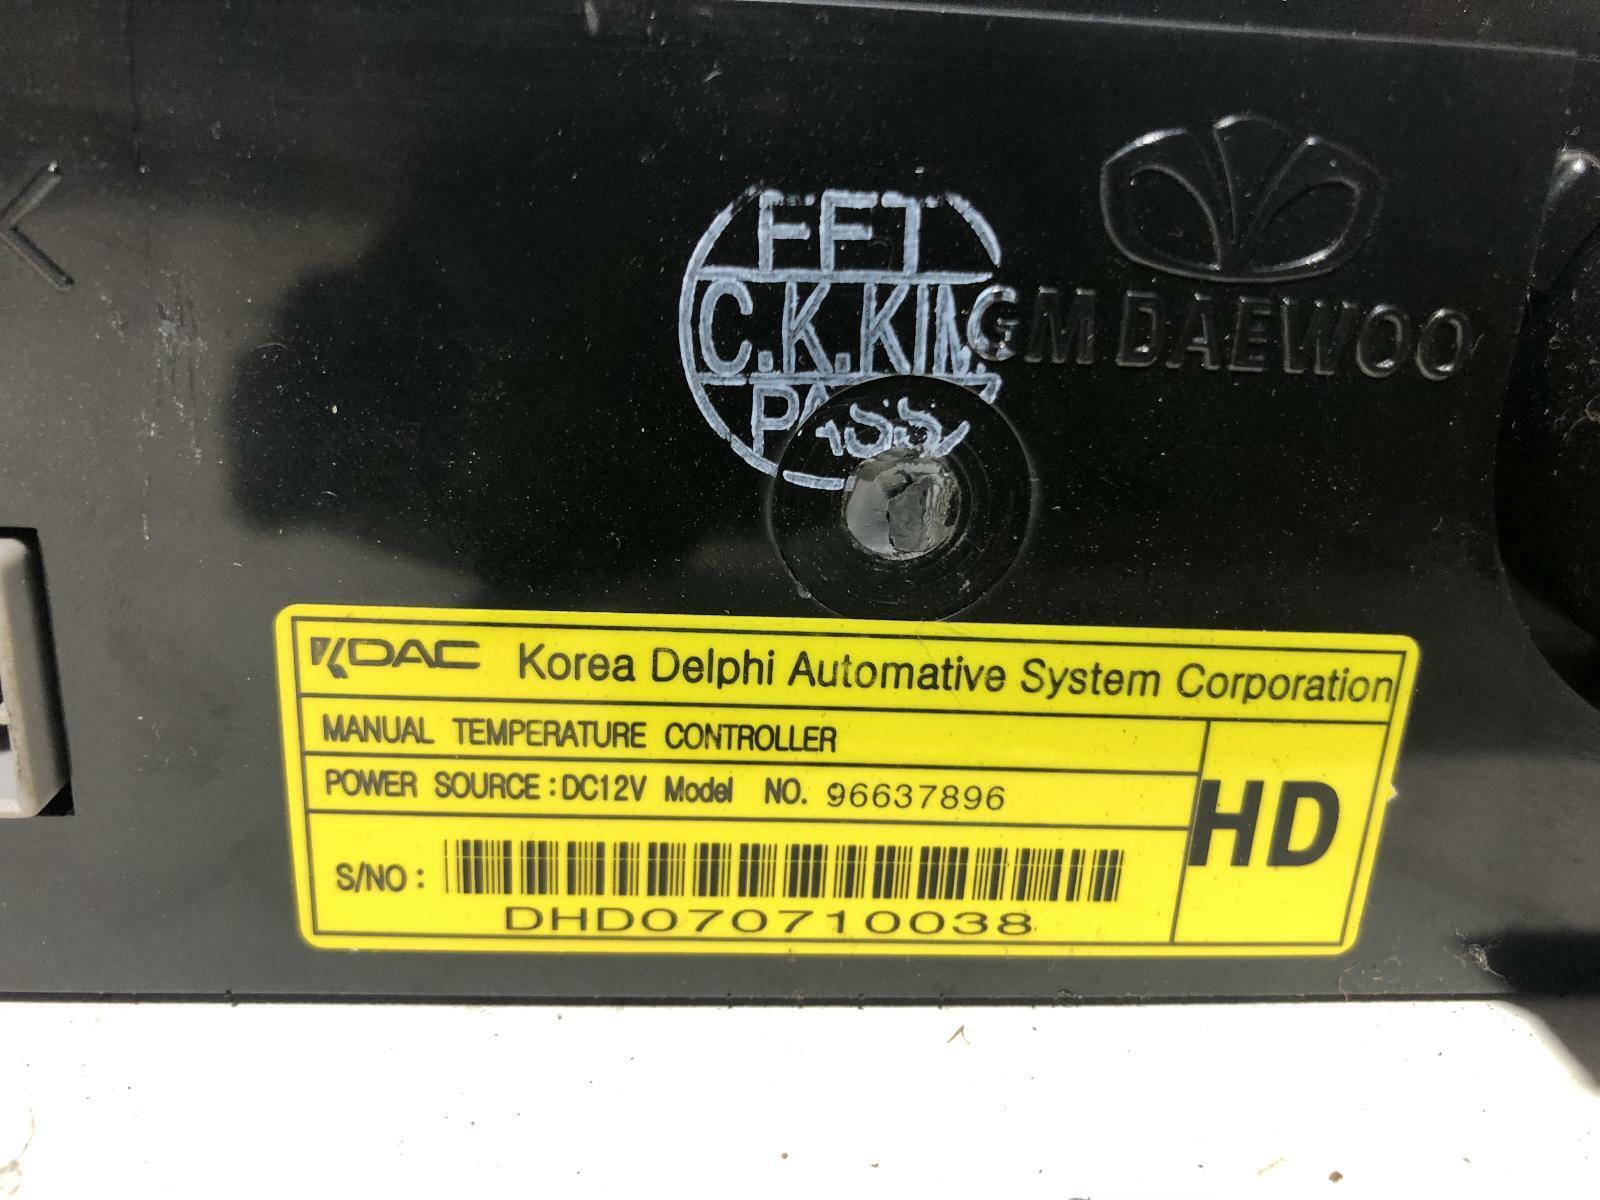 FFT
C.K.KIM.
PASS
GM DAEWOO
KDAC Korea Delphi Automative System Corporation
MANUAL TEMPERATURE CONTROLLER
POWER SOURCE : DC12V Model NO. 96637896
HD
S/NO :
DHD070710038